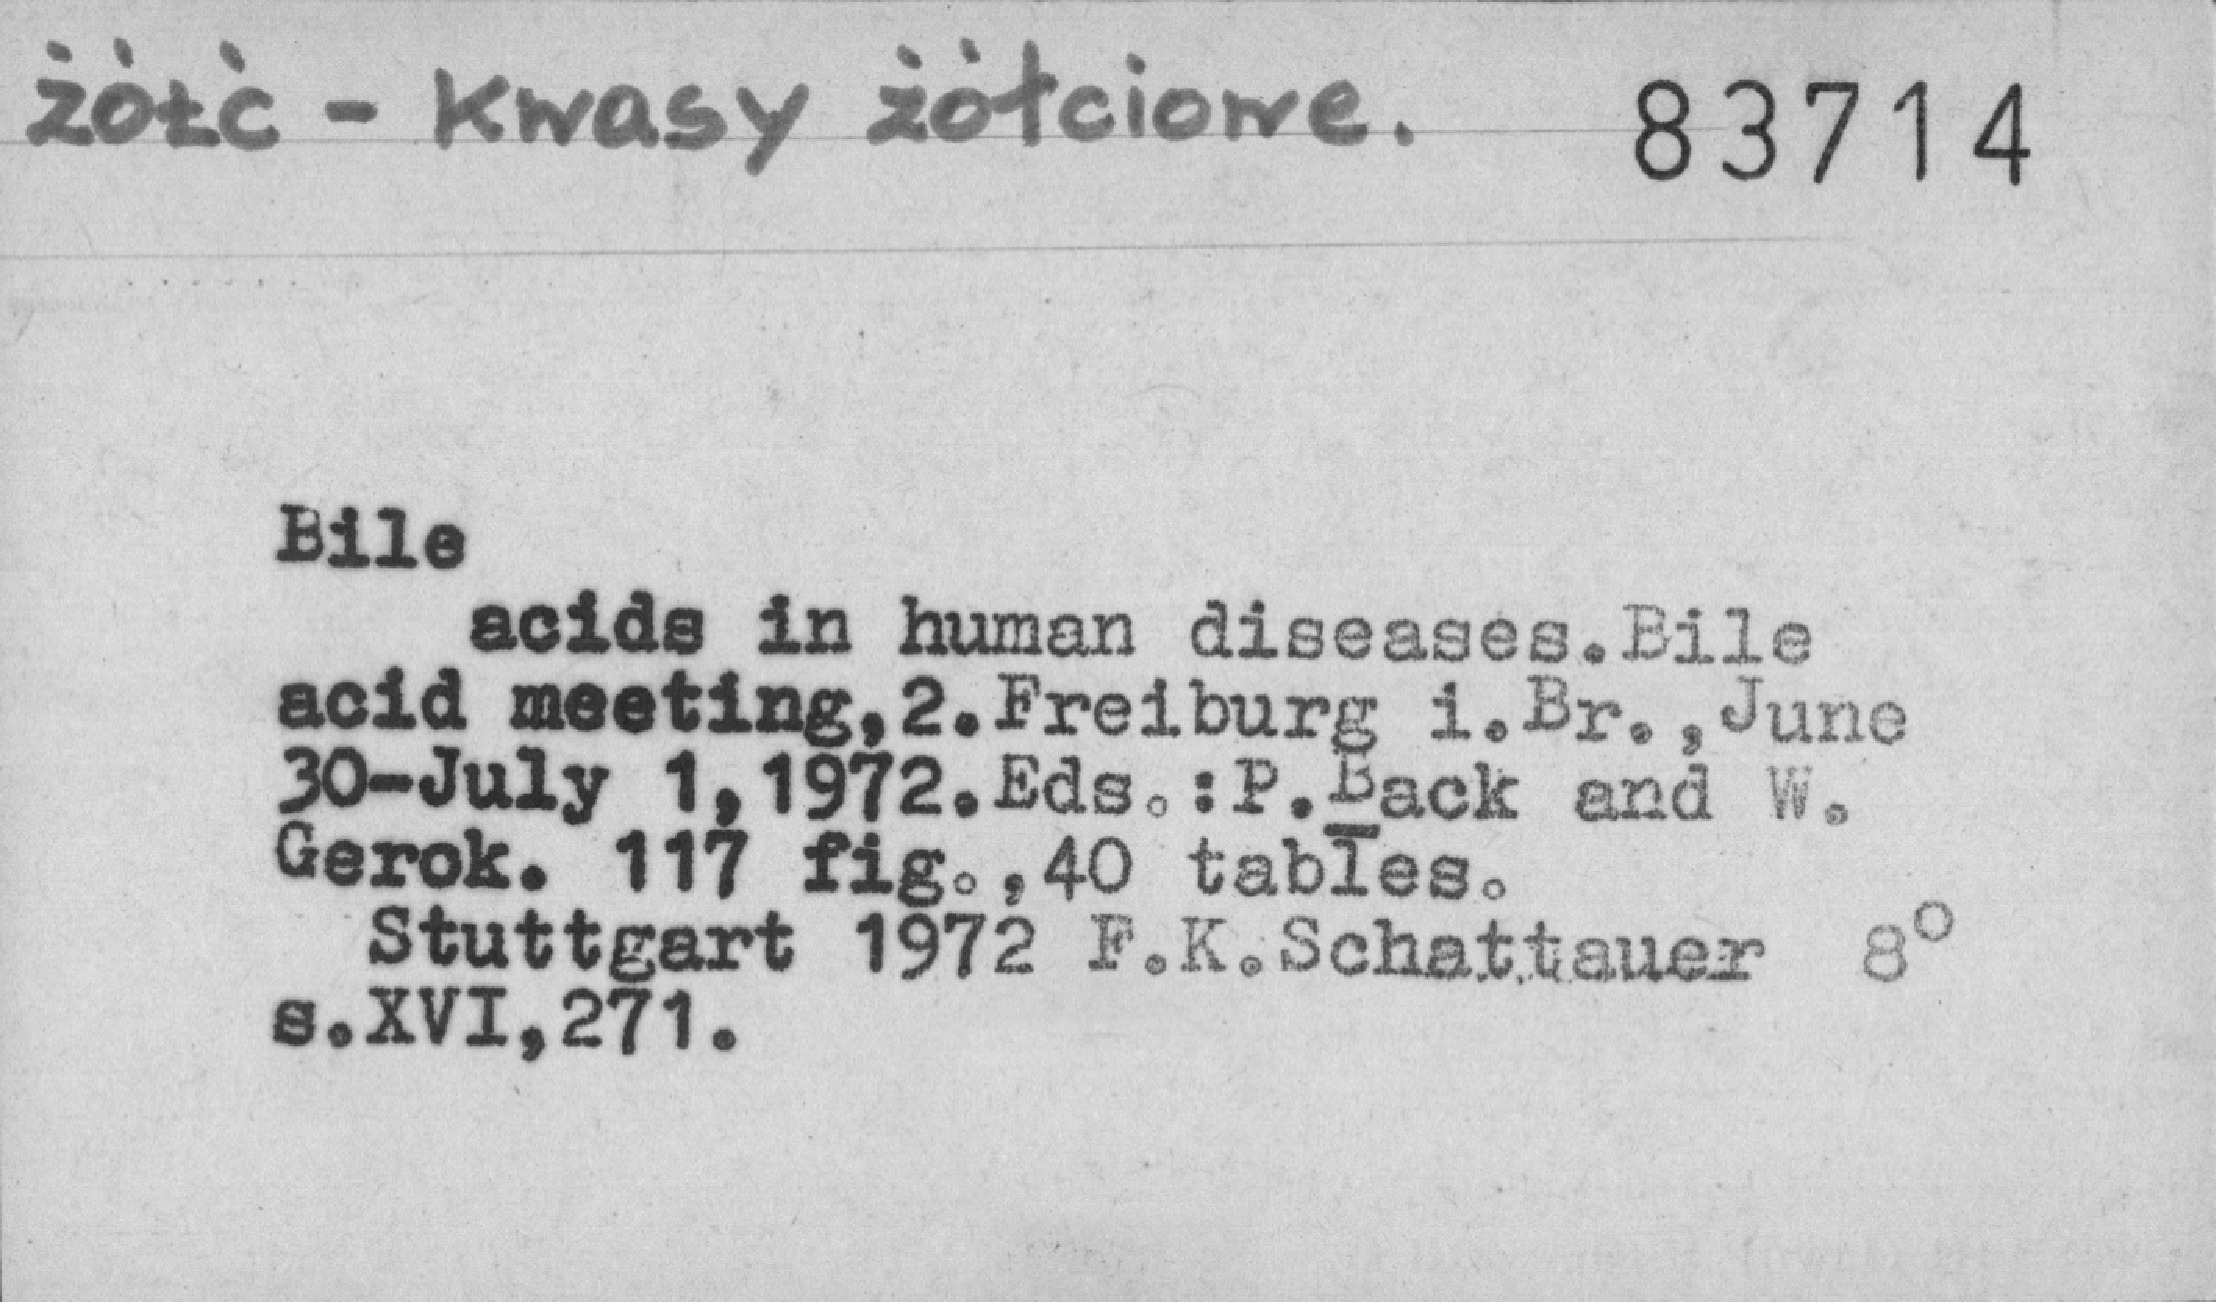 żółć - kwasy żółciowe. 83714
Bile
acids in human diseases.Bile
acid meeting,2.Freiburg i.Br.,June
30-July 1,1972.Eds.:P.Back and W.
Gerok. 117 fig.,40 tables.
Stuttgart 1972 F.K.Schattauer 8°
s.XVI,271.